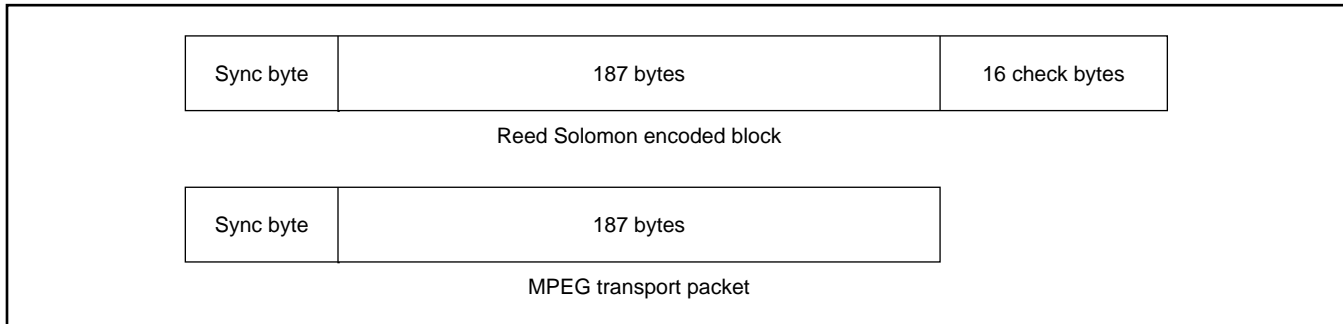 Sync byte 187 bytes 16 check bytes
Reed Solomon encoded block
Sync byte 187 bytes
MPEG transport packet